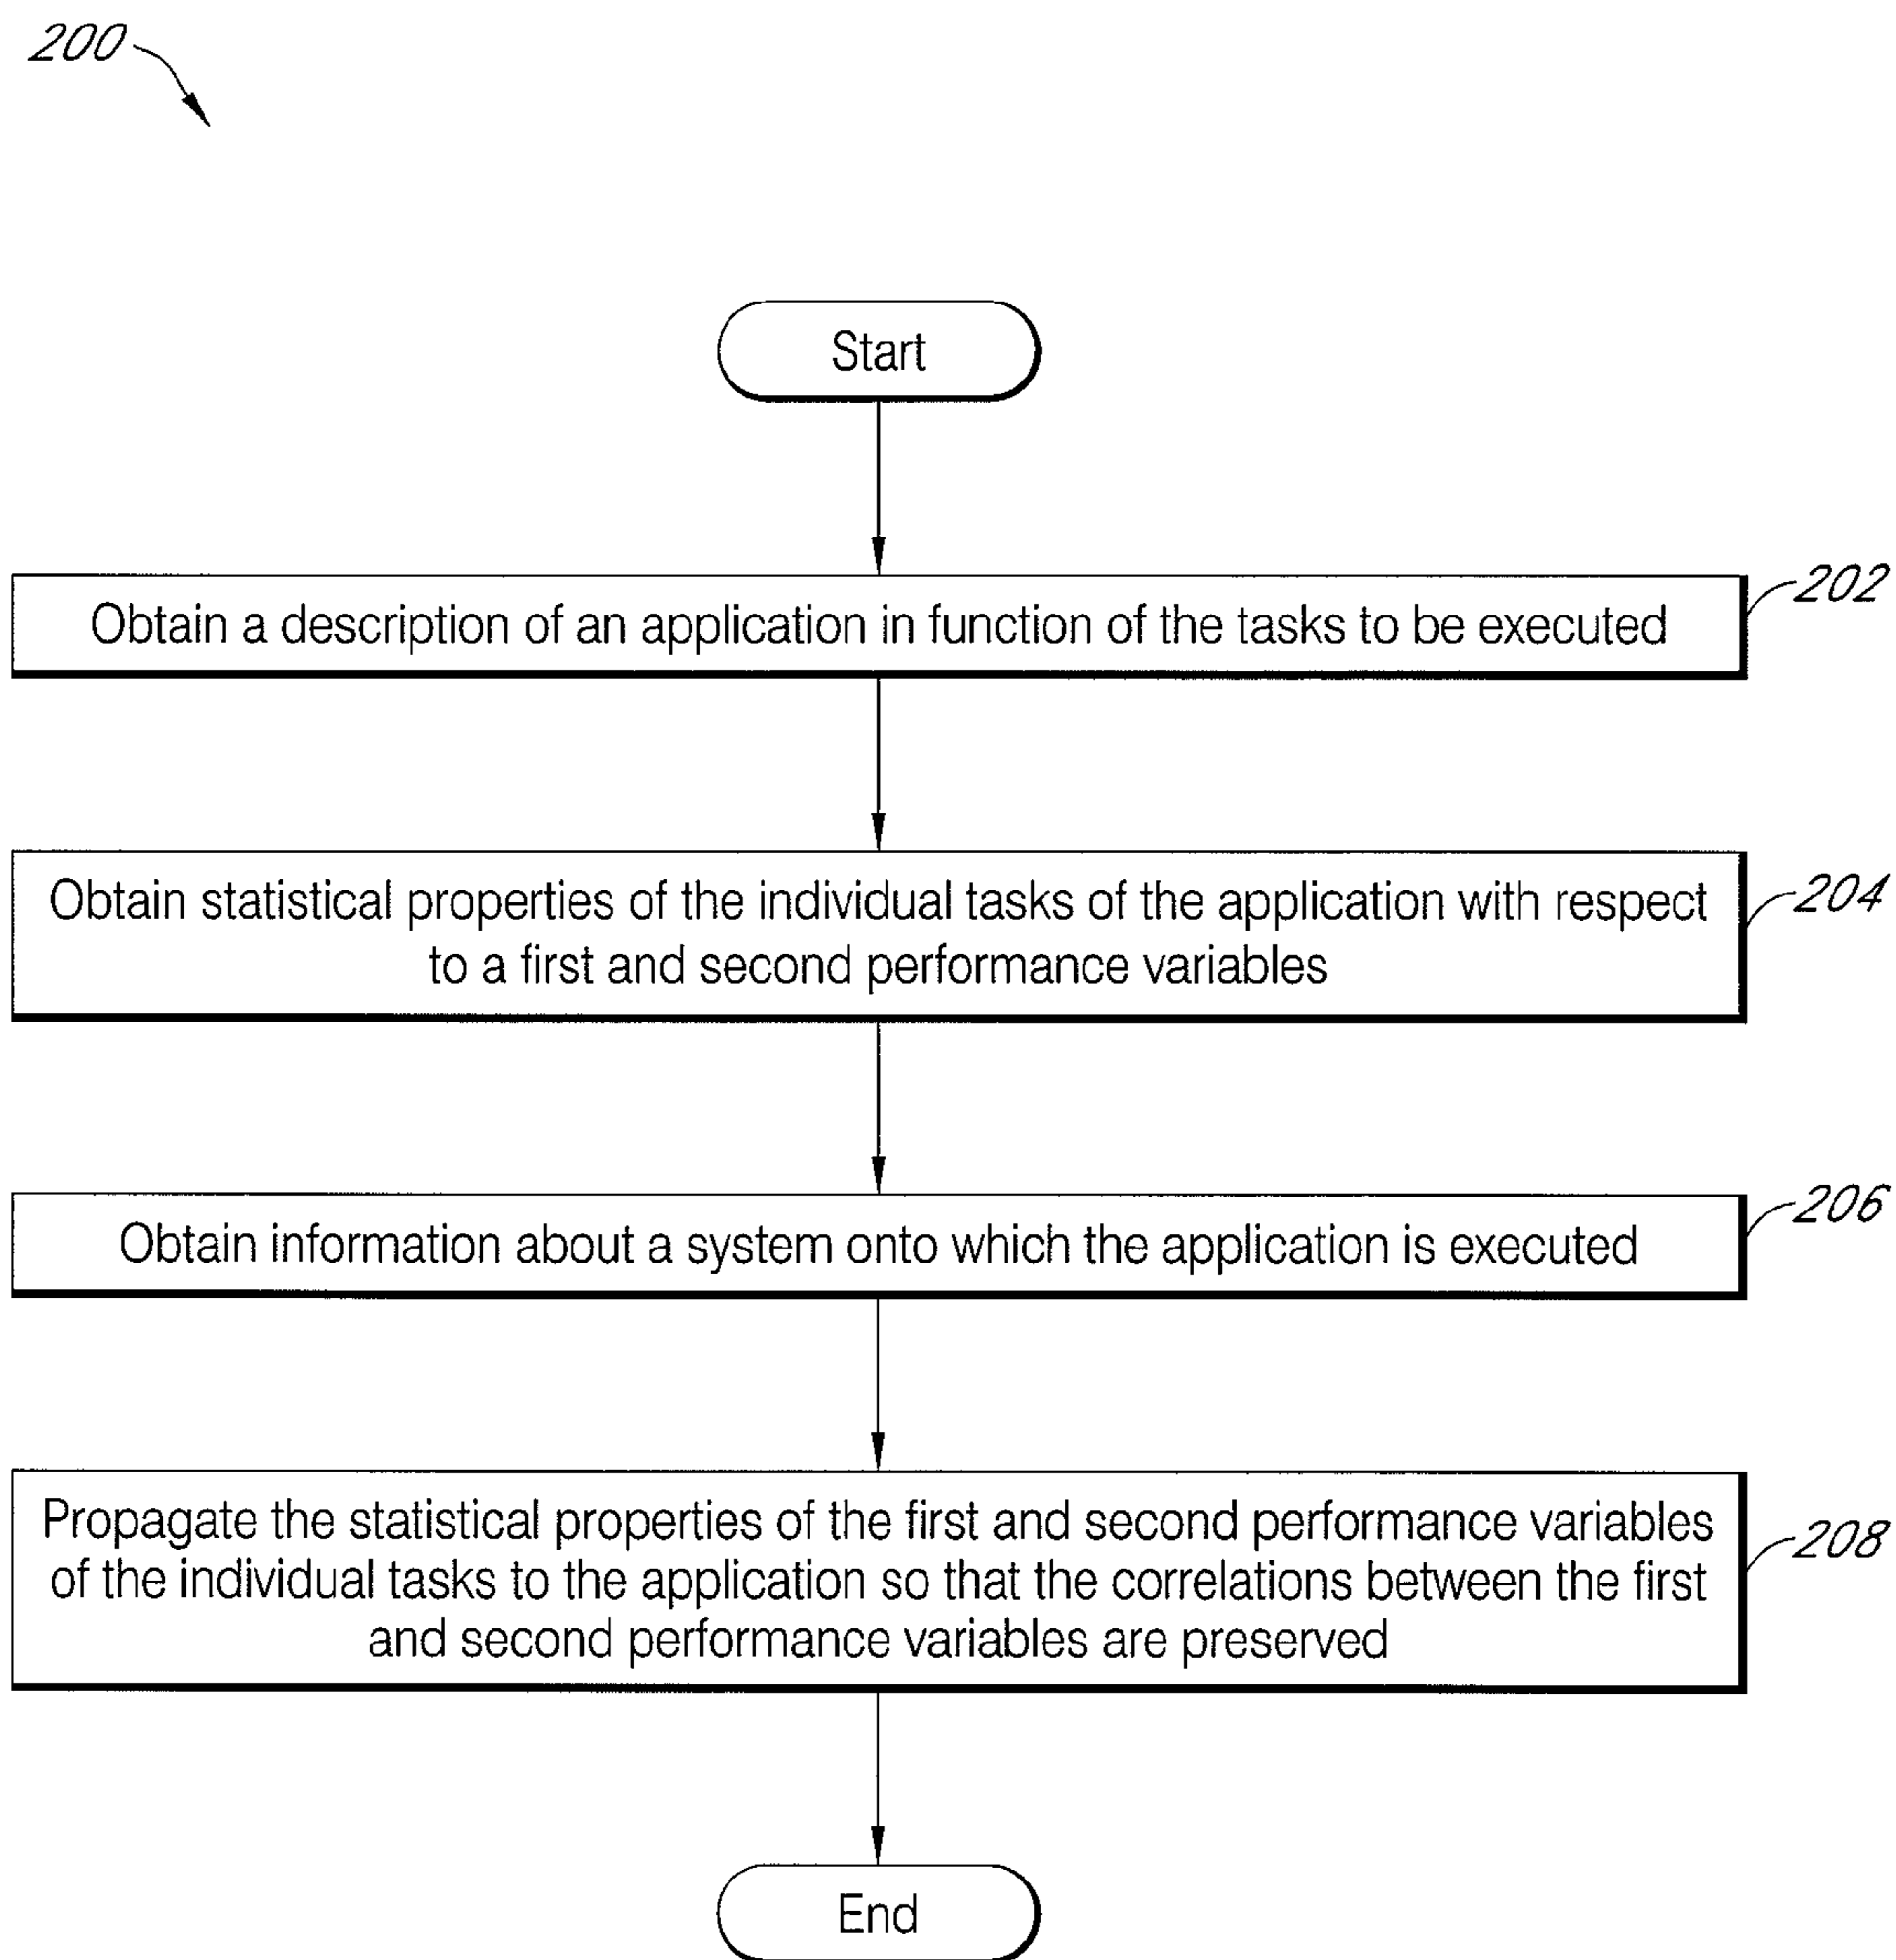 200
Start
Obtain a description of an application in function of the tasks to be executed
202
Obtain statistical properties of the individual tasks of the application with respect
to a first and second performance variables
204
Obtain information about a system onto which the application is executed
206
Propagate the statistical properties of the first and second performance variables
of the individual tasks to the application so that the correlations between the first
and second performance variables are preserved
208
End